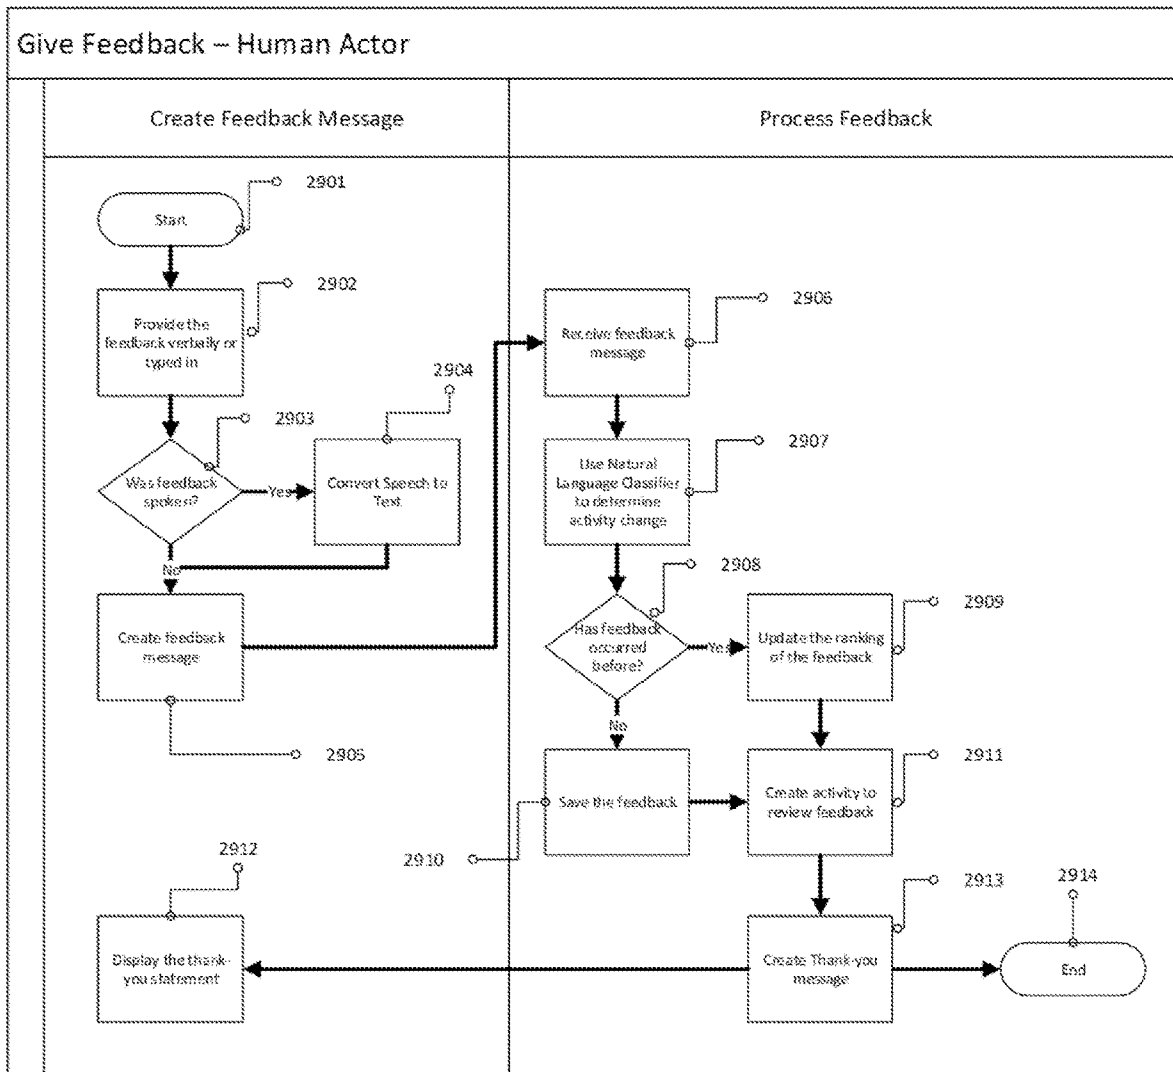 Give Feedback – Human Actor
Create Feedback Message
Process Feedback
2901
Start
2902
Provide the
feedback verbally or
typed in
2903
Was feedback
spoken?
Yes
2904
Convert Speech to
Text
No
Create feedback
message
2905
2906
Receive feedback
message
2907
Use Natural
Language Classifier
to determine
activity change
2908
Has feedback
occurred
before?
Yes
2909
Update the ranking
of the feedback
No
Save the feedback
2910
2911
Create activity to
review feedback
2912
Display the thank-
you statement
2913
Create Thank-you
message
2914
End